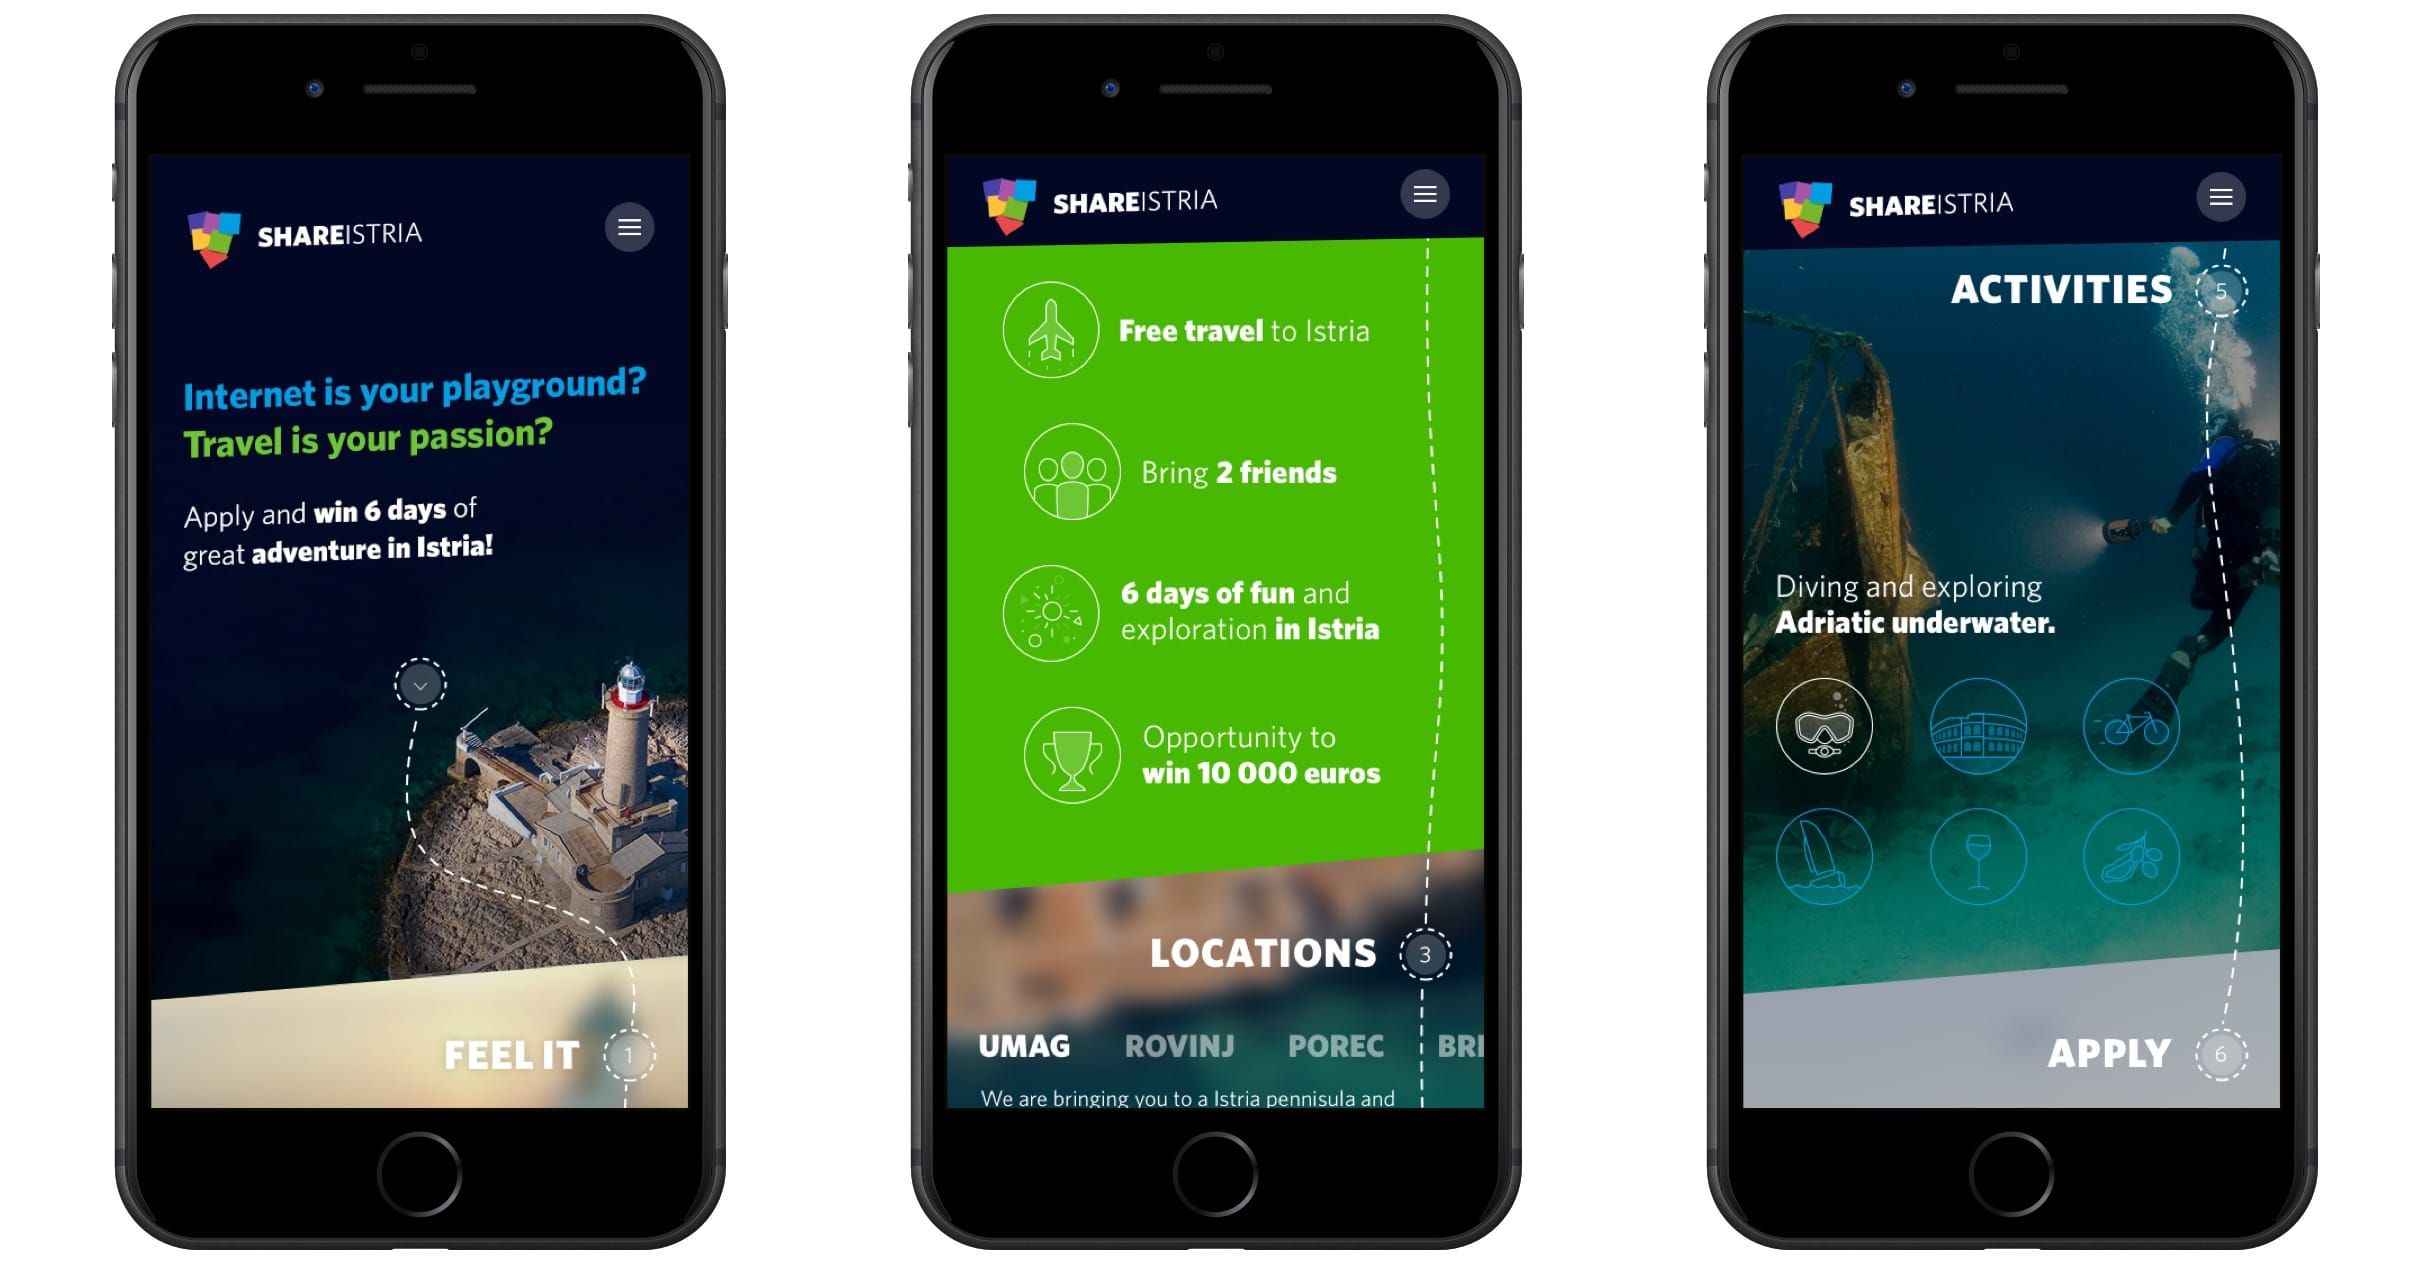 SHAREISTRIA
Internet is your playground?
Travel is your passion?
Apply and win 6 days of
great adventure in Istria!
FEEL IT 1
SHAREISTRIA
Free travel to Istria
Bring 2 friends
6 days of fun and
exploration in Istria
Opportunity to
win 10 000 euros
LOCATIONS 3
UMAG ROVINJ POREC
We are bringing you to a Istria pennisula and
SHAREISTRIA
ACTIVITIES 5
Diving and exploring
Adriatic underwater.
APPLY 6